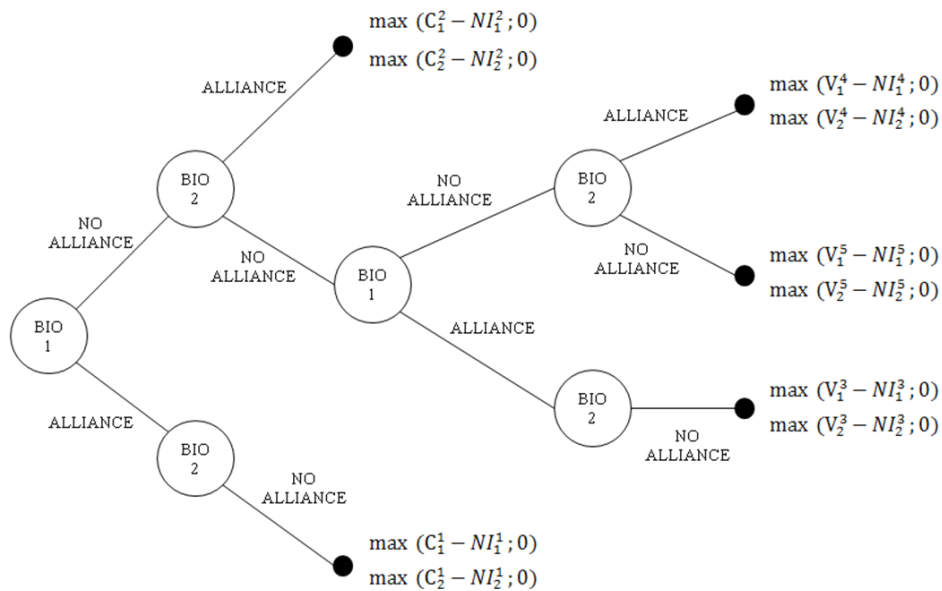 max (C₁² − NI₁² ; 0)
max (C₂² − NI₂² ; 0)
ALLIANCE
max (V₁⁴ − NI₁⁴ ; 0)
max (V₂⁴ − NI₂⁴ ; 0)
ALLIANCE
BIO
2
NO
ALLIANCE
BIO
2
NO
ALLIANCE
NO
ALLIANCE
NO
ALLIANCE
max (V₁⁵ − NI₁⁵ ; 0)
max (V₂⁵ − NI₂⁵ ; 0)
BIO
1
BIO
1
ALLIANCE
max (V₁³ − NI₁³ ; 0)
max (V₂³ − NI₂³ ; 0)
BIO
2
ALLIANCE
NO
ALLIANCE
BIO
2
NO
ALLIANCE
max (C₁¹ − NI₁¹ ; 0)
max (C₂¹ − NI₂¹ ; 0)